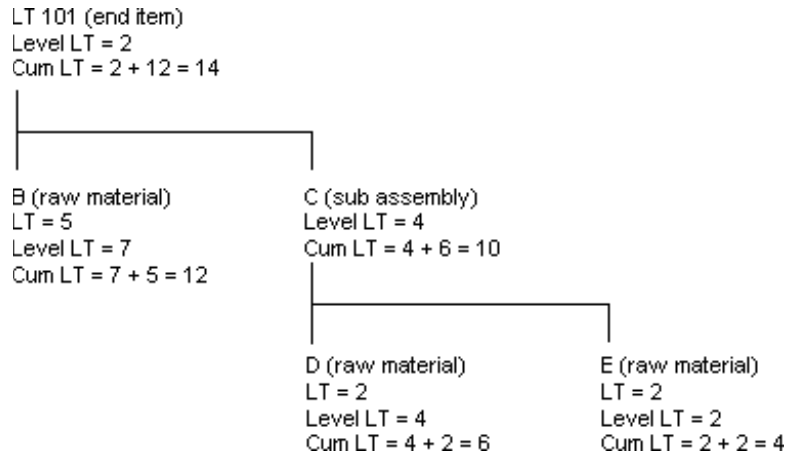 LT 101 (end item)
Level LT = 2
Cum LT = 2 + 12 = 14
B (raw material)
LT = 5
Level LT = 7
Cum LT = 7 + 5 = 12
C (sub assembly)
Level LT = 4
Cum LT = 4 + 6 = 10
D (raw material)
LT = 2
Level LT = 4
Cum LT = 4 + 2 = 6
E (raw material)
LT = 2
Level LT = 2
Cum LT = 2 + 2 = 4